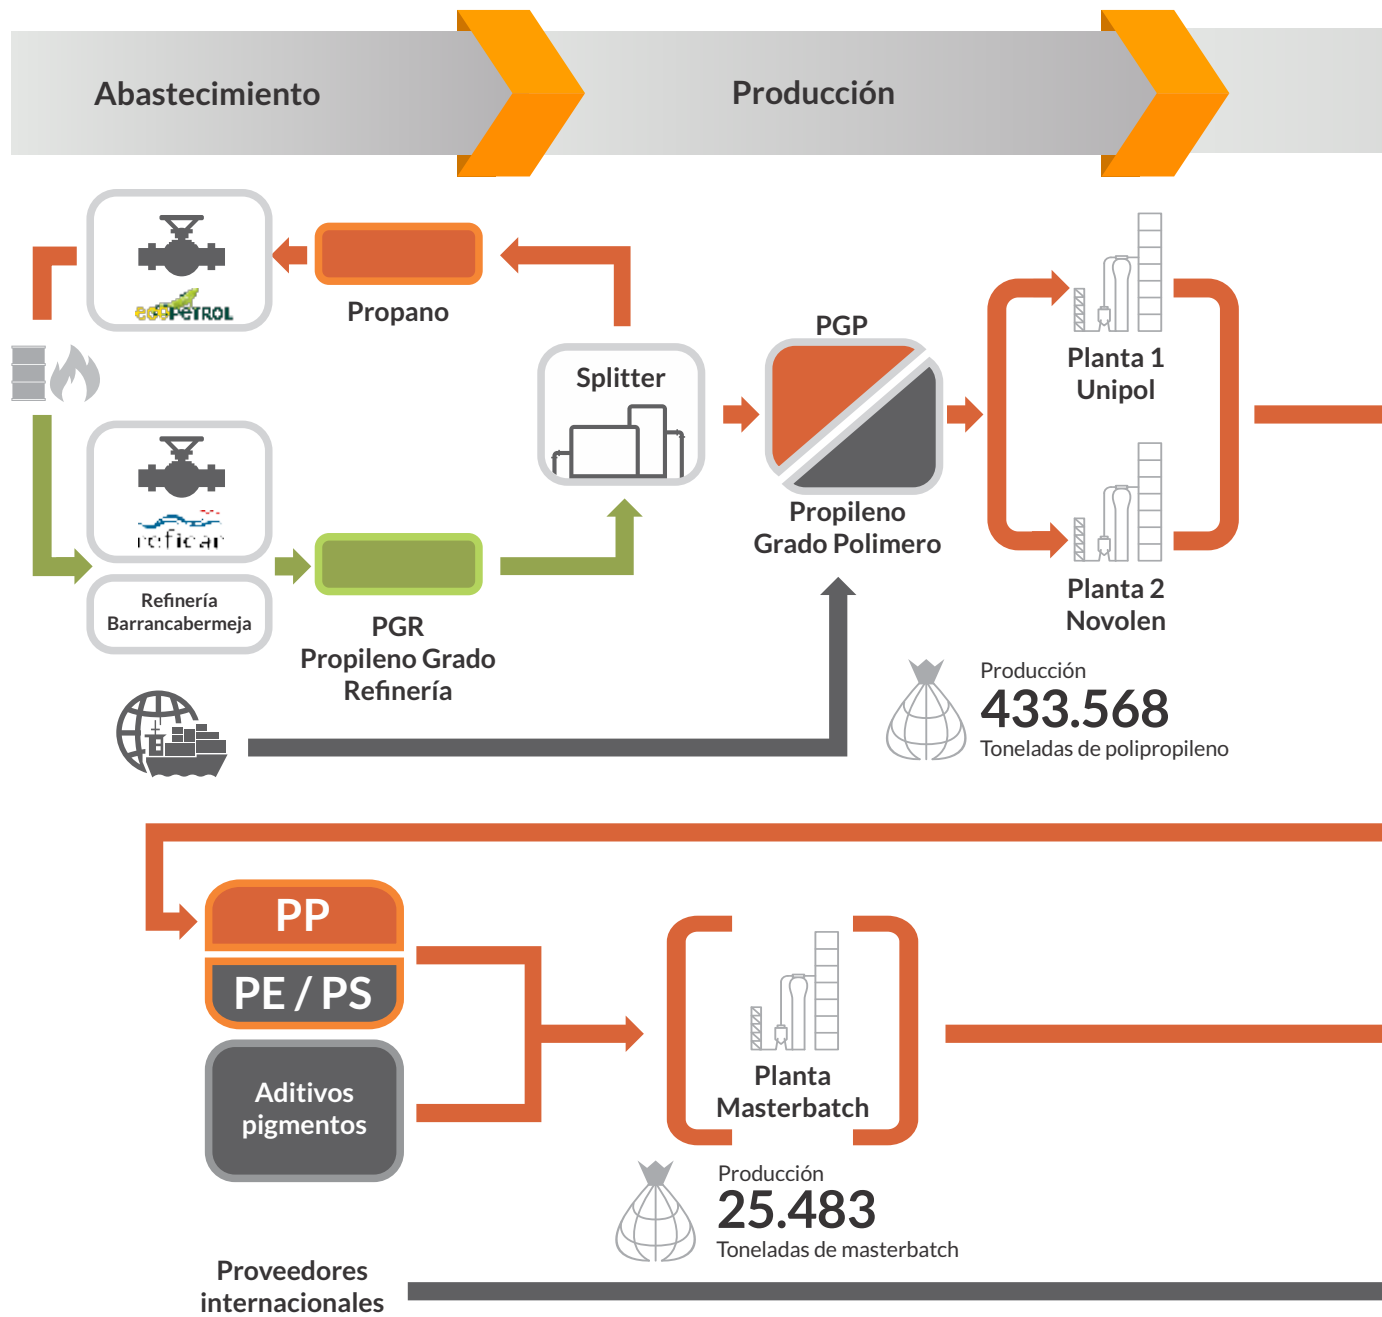 Abastecimiento
Producción
ecopetrol
Propano
Splitter
PGP
Planta 1
Unipol
reficar
Refinería
Barrancabermeja
PGR
Propileno Grado
Refinería
Propileno
Grado Polimero
Planta 2
Novolen
Producción
433.568
Toneladas de polipropileno
PP
PE / PS
Aditivos
pigmentos
Planta
Masterbatch
Producción
25.483
Toneladas de masterbatch
Proveedores
internacionales